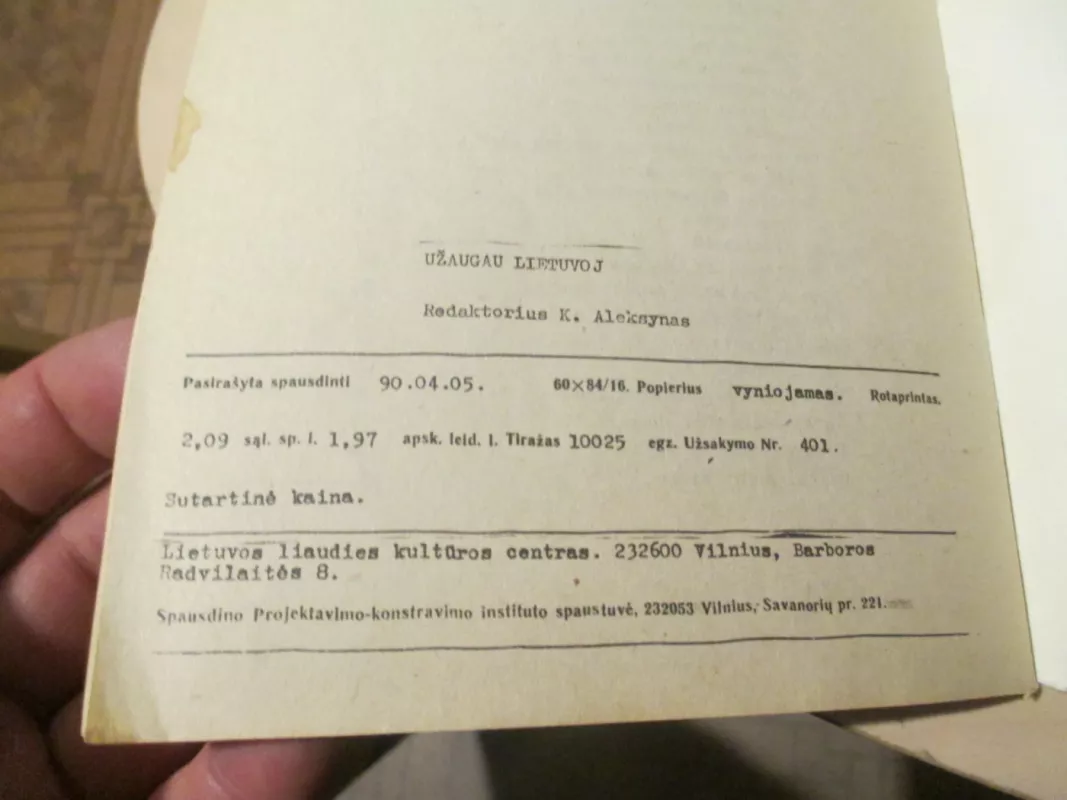 UŽAUGAU LIETUVOJ
Redaktorius K. Aleksynas
Pasirašyta spausdinti 90.04.05. 60×84/16. Popierius vyniojamas. Rotaprintas.
2,09 sąl. sp. l. 1,97 apsk. leid. l. Tiražas 10025 egz. Užsakymo Nr. 401.
Sutartinė kaina.
Lietuvos liaudies kultūros centras. 232600 Vilnius, Barboros
Radvilaitės 8.
Spausdino Projektavimo-konstravimo instituto spaustuvė, 232053 Vilnius, Savanorių pr. 221.